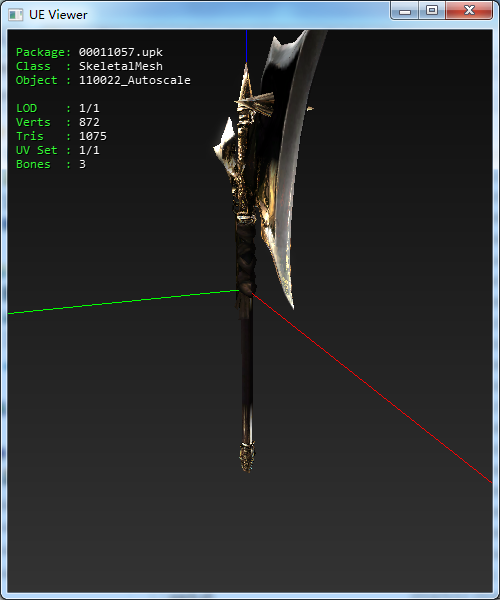 UE Viewer
Package: 00011057.upk
Class : SkeletalMesh
Object : 110022_Autoscale
LOD : 1/1
Verts : 872
Tris : 1075
UV Set : 1/1
Bones : 3